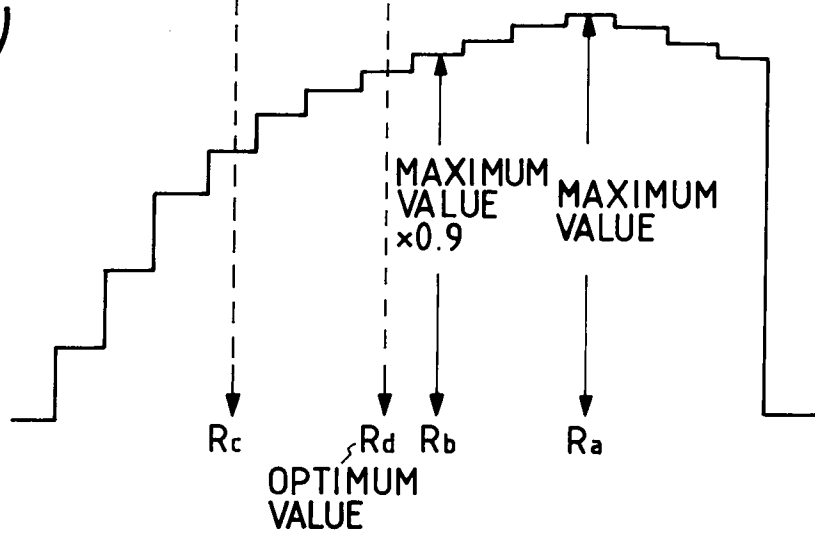 )
MAXIMUM
VALUE
×0.9
MAXIMUM
VALUE
Rc
Rd
Rb
Ra
OPTIMUM
VALUE